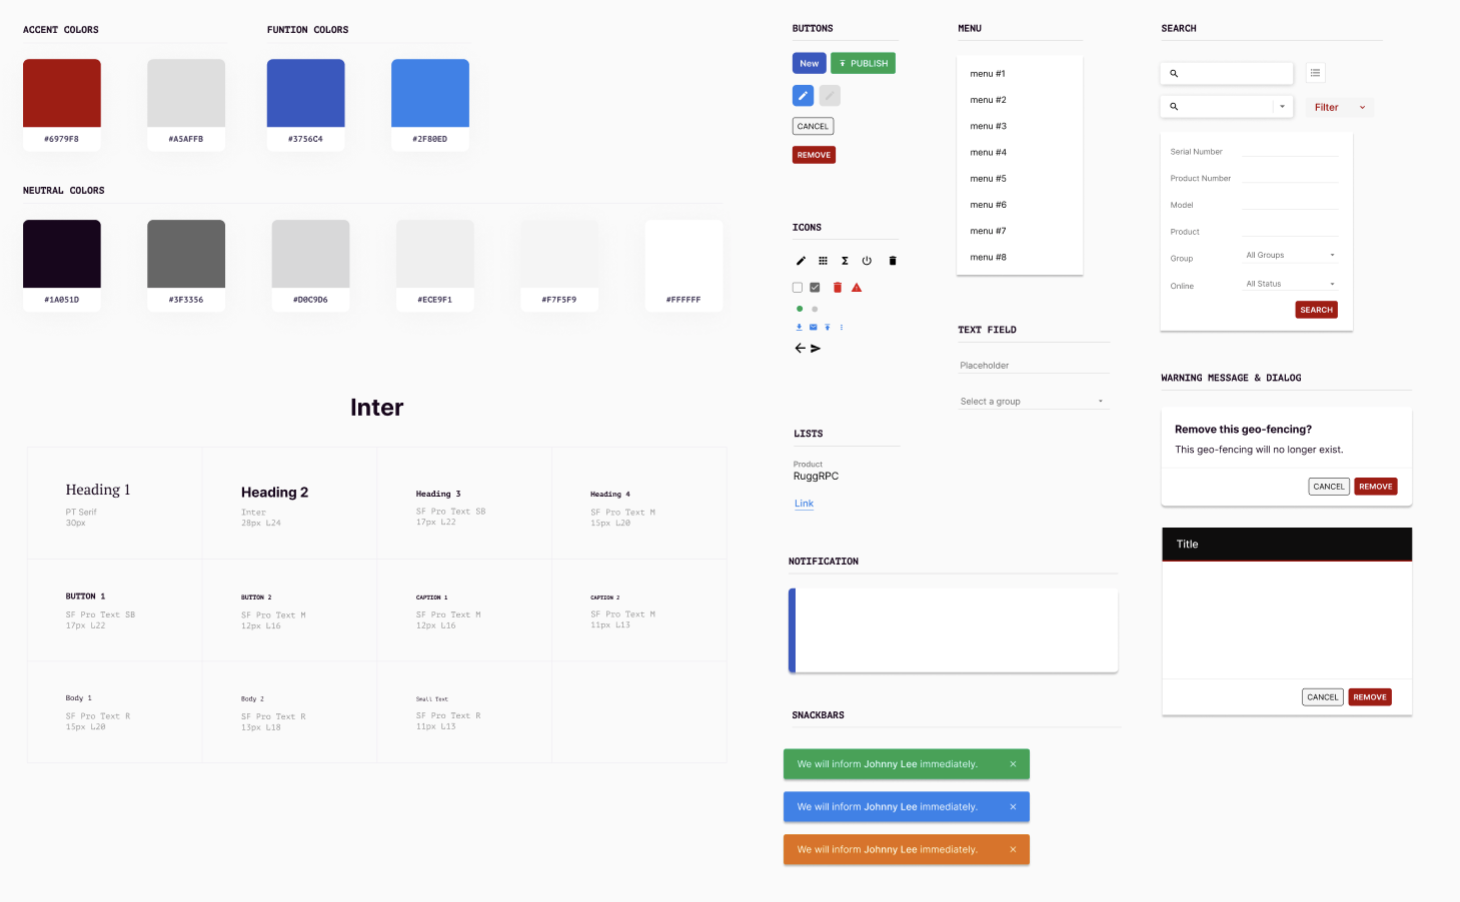 ACCENT COLORS
#6979F8
#A5AFFB
FUNTION COLORS
#3756C4
#2F80ED
NEUTRAL COLORS
#1A051D
#3F3356
#D0C9D6
#ECE9F1
#F7F5F9
#FFFFFF
Inter
Heading 1
PT Serif
30px
Heading 2
Inter
28px L24
Heading 3
SF Pro Text SB
17px L22
Heading 4
SF Pro Text M
15px L20
BUTTON 1
SF Pro Text SB
17px L22
BUTTON 2
SF Pro Text M
12px L16
CAPTION 1
SF Pro Text M
12px L16
CAPTION 2
SF Pro Text M
11px L13
Body 1
SF Pro Text R
15px L20
Body 2
SF Pro Text R
13px L18
Small Text
SF Pro Text R
11px L13
BUTTONS
New
PUBLISH
CANCEL
REMOVE
ICONS
LISTS
Product
RuggRPC
Link
MENU
menu #1
menu #2
menu #3
menu #4
menu #5
menu #6
menu #7
menu #8
TEXT FIELD
Placeholder
Select a group
NOTIFICATION
SNACKBARS
We will inform Johnny Lee immediately.
We will inform Johnny Lee immediately.
We will inform Johnny Lee immediately.
SEARCH
Filter
Serial Number
Product Number
Model
Product
Group
All Groups
Online
All Status
SEARCH
WARNING MESSAGE & DIALOG
Remove this geo-fencing?
This geo-fencing will no longer exist.
CANCEL
REMOVE
Title
CANCEL
REMOVE